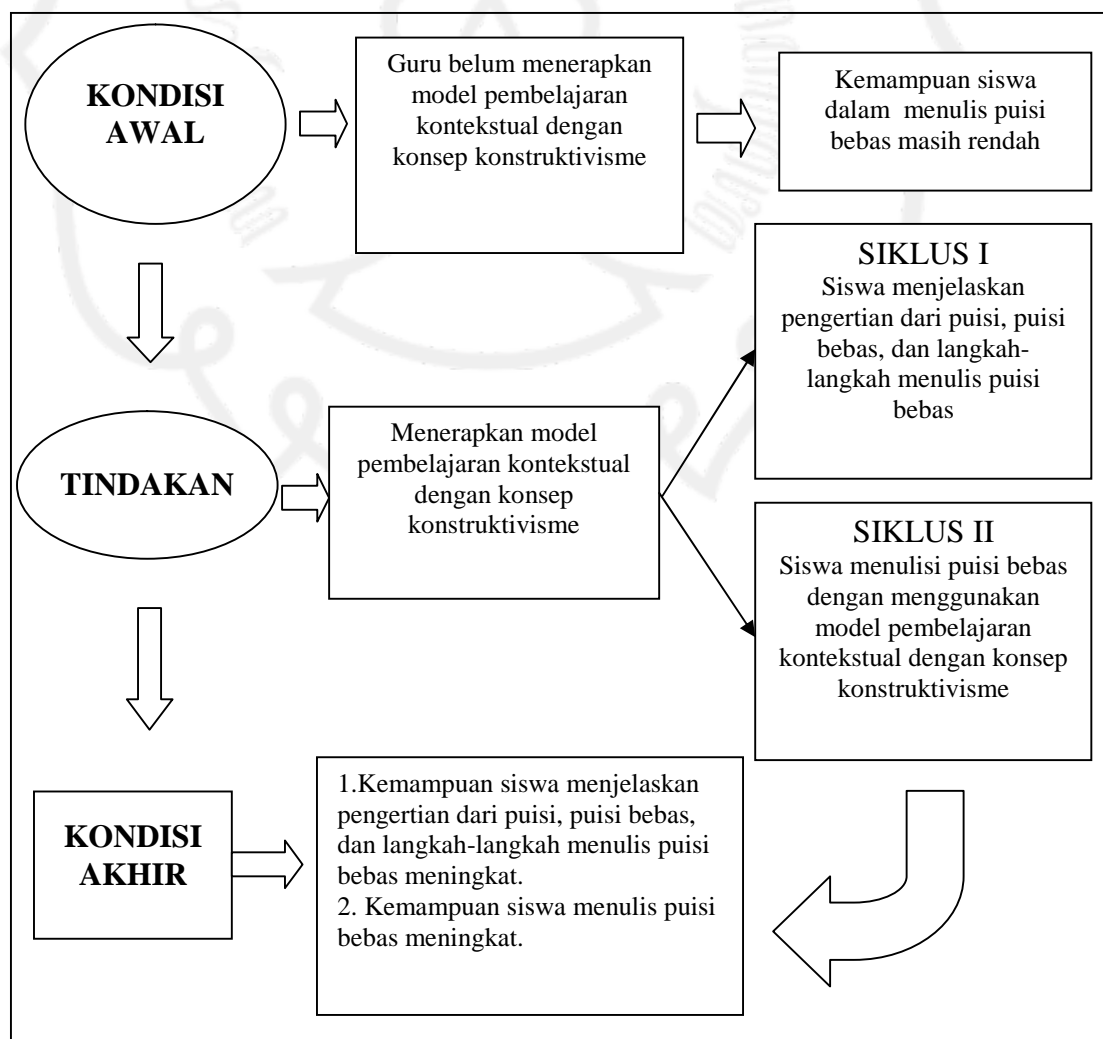 KONDISI
AWAL
Guru belum menerapkan
model pembelajaran
kontekstual dengan
konsep konstruktivisme
Kemampuan siswa
dalam menulis puisi
bebas masih rendah
SIKLUS I
Siswa menjelaskan
pengertian dari puisi, puisi
bebas, dan langkah-
langkah menulis puisi
bebas
TINDAKAN
Menerapkan model
pembelajaran kontekstual
dengan konsep
konstruktivisme
SIKLUS II
Siswa menulisi puisi bebas
dengan menggunakan
model pembelajaran
kontekstual dengan konsep
konstruktivisme
KONDISI
AKHIR
1.Kemampuan siswa menjelaskan
pengertian dari puisi, puisi bebas,
dan langkah-langkah menulis puisi
bebas meningkat.
2. Kemampuan siswa menulis puisi
bebas meningkat.